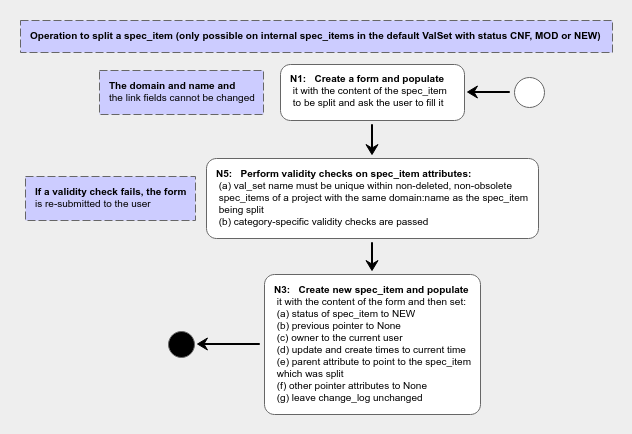 Operation to split a spec_item (only possible on internal spec_items in the default ValSet with status CNF, MOD or NEW)
The domain and name and
the link fields cannot be changed
N1: Create a form and populate
it with the content of the spec_item
to be split and ask the user to fill it
If a validity check fails, the form
is re-submitted to the user
N5: Perform validity checks on spec_item attributes:
(a) val_set name must be unique within non-deleted, non-obsolete
spec_items of a project with the same domain:name as the spec_item
being split
(b) category-specific validity checks are passed
N3: Create new spec_item and populate
it with the content of the form and then set:
(a) status of spec_item to NEW
(b) previous pointer to None
(c) owner to the current user
(d) update and create times to current time
(e) parent attribute to point to the spec_item
which was split
(f) other pointer attributes to None
(g) leave change_log unchanged